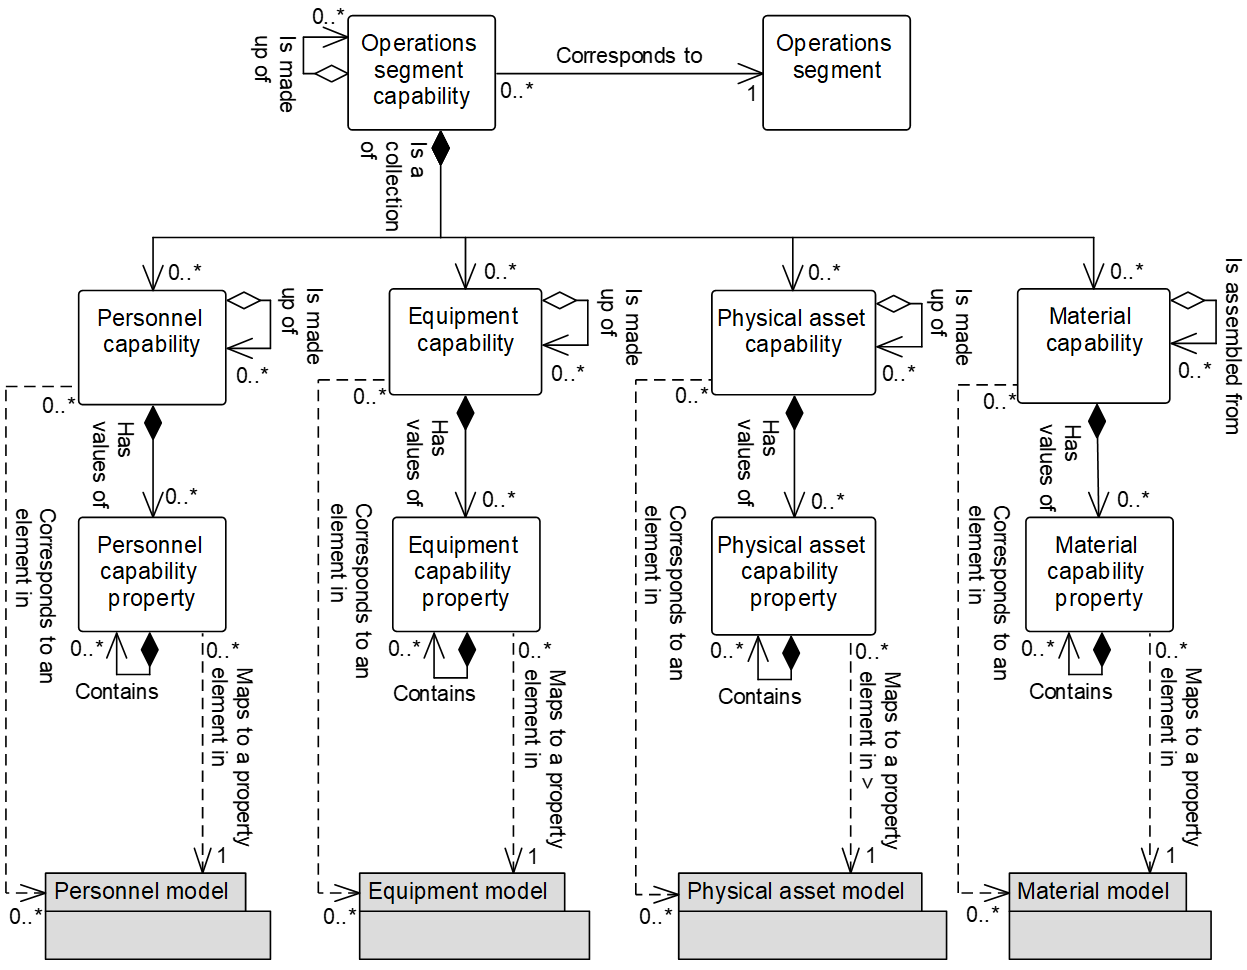 0..*
Is made
up of
Operations
segment
capability
Corresponds to
0..*
1
Operations
segment
Is a
collection
of
0..*
0..*
0..*
0..*
Personnel
capability
Is made
up of
0..*
0..*
Equipment
capability
Is made
up of
0..*
0..*
Physical asset
capability
Is made
up of
0..*
0..*
Material
capability
Is assembled from
0..*
0..*
Has
values of
0..*
Has
values of
0..*
Has
values of
0..*
Has
values of
0..*
Corresponds to an
element in
Personnel
capability
property
Corresponds to an
element in
Equipment
capability
property
Corresponds to an
element in
Physical asset
capability
property
Corresponds to an
element in
Material
capability
property
0..*
Contains
0..*
Maps to a property
element in
1
0..*
Contains
0..*
Maps to a property
element in
1
0..*
Contains
0..*
Maps to a property
element in >
1
0..*
Contains
0..*
Maps to a property
element in
1
Personnel model
0..*
Equipment model
0..*
Physical asset model
0..*
Material model
0..*